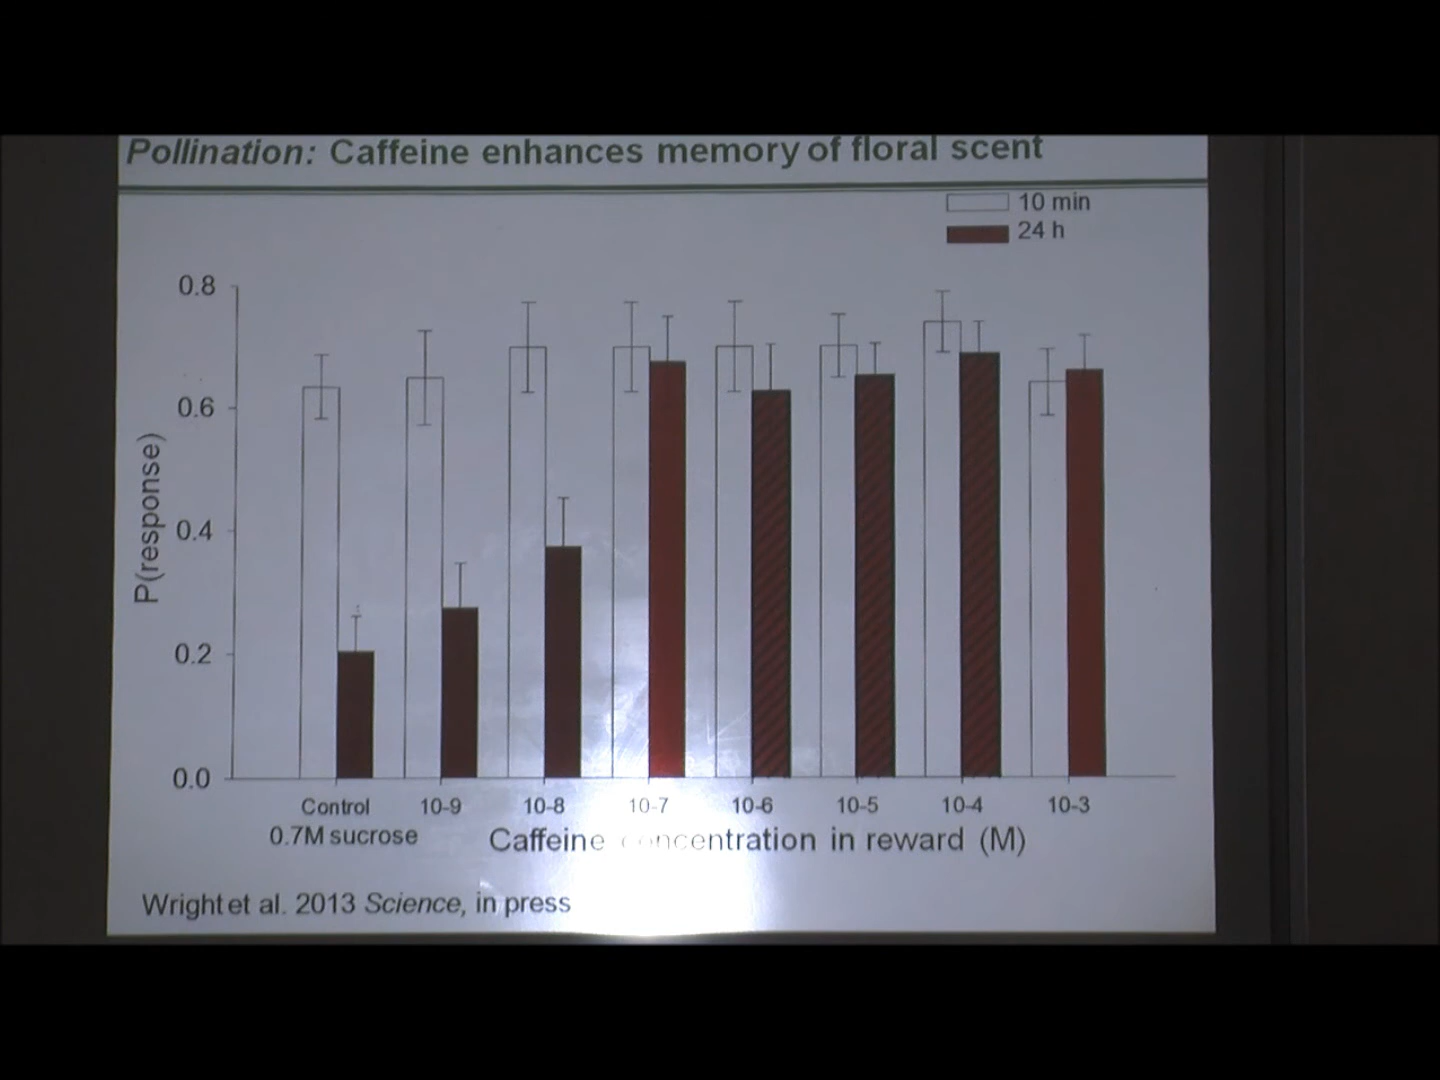 Pollination: Caffeine enhances memory of floral scent
10 min
24 h
0.8
0.6
0.4
0.2
0.0
P(response)
Control 10-9 10-8 10-7 10-6 10-5 10-4 10-3
0.7M sucrose
Caffeine concentration in reward (M)
Wright et al. 2013 Science, in press